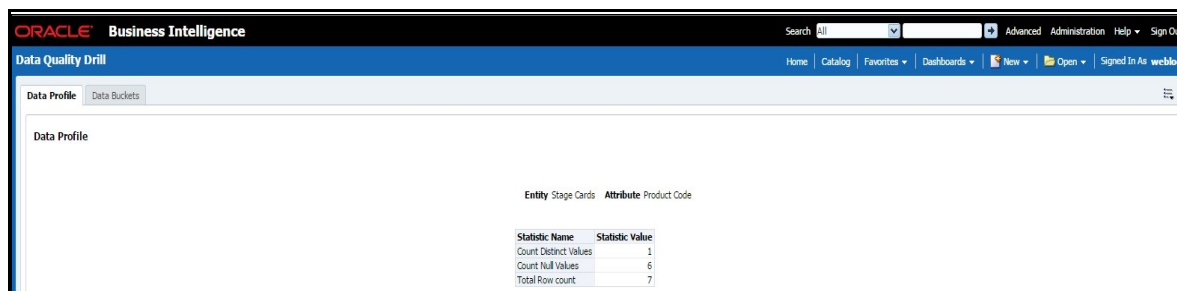 ORACLE Business Intelligence Search All Advanced Administration Help Sign Ou
Data Quality Drill Home Catalog Favorites Dashboards New Open Signed In As weblo
Data Profile Data Buckets
Data Profile
Entity Stage Cards Attribute Product Code
Statistic Name Statistic Value
Count Distinct Values 1
Count Null Values 6
Total Row count 7